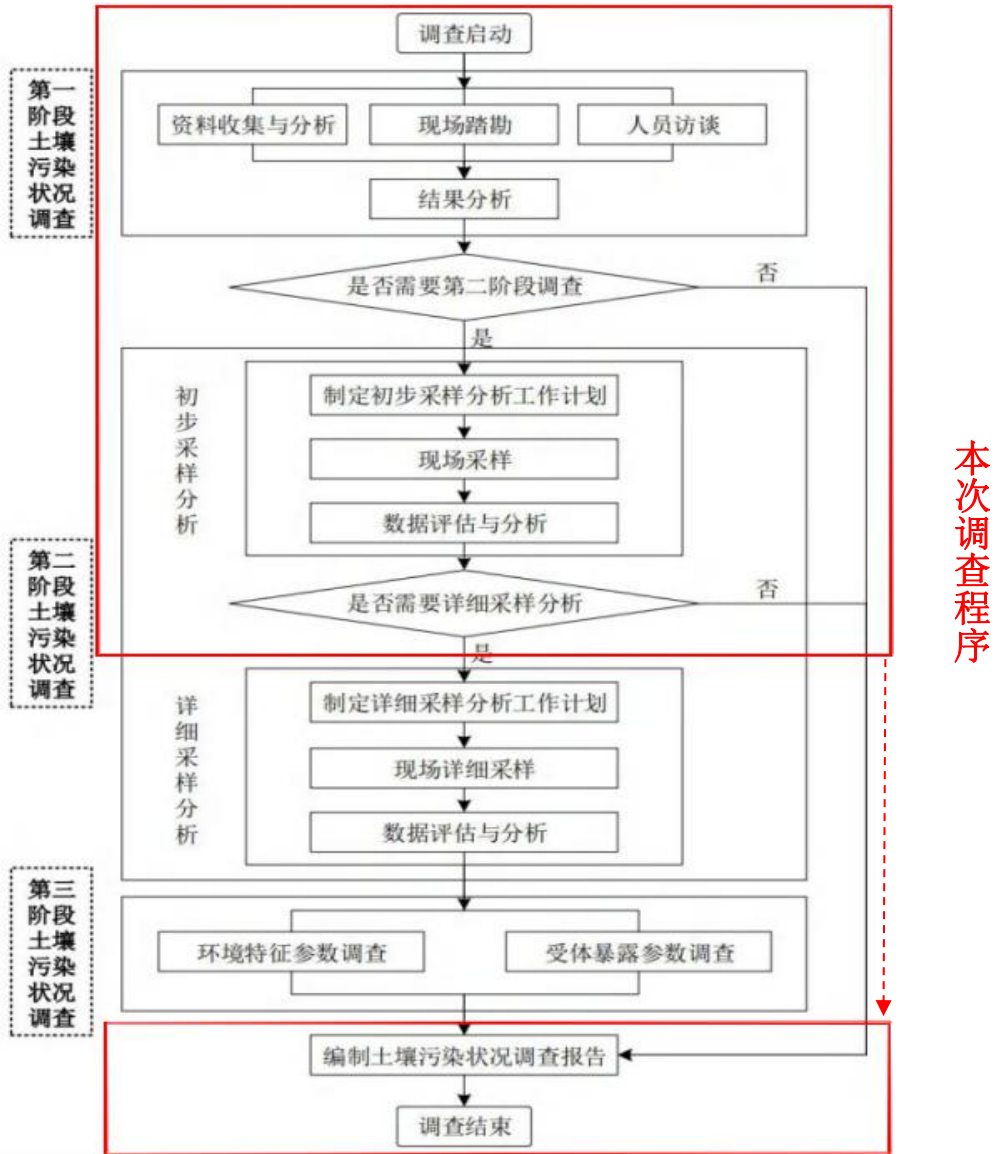 调查启动
第一阶段土壤污染状况调查
资料收集与分析
现场踏勘
人员访谈
结果分析
是否需要第二阶段调查
否
是
初步采样分析
制定初步采样分析工作计划
现场采样
数据评估与分析
本次调查程序
第二阶段土壤污染状况调查
是否需要详细采样分析
否
是
详细采样分析
制定详细采样分析工作计划
现场详细采样
数据评估与分析
第三阶段土壤污染状况调查
环境特征参数调查
受体暴露参数调查
编制土壤污染状况调查报告
调查结束